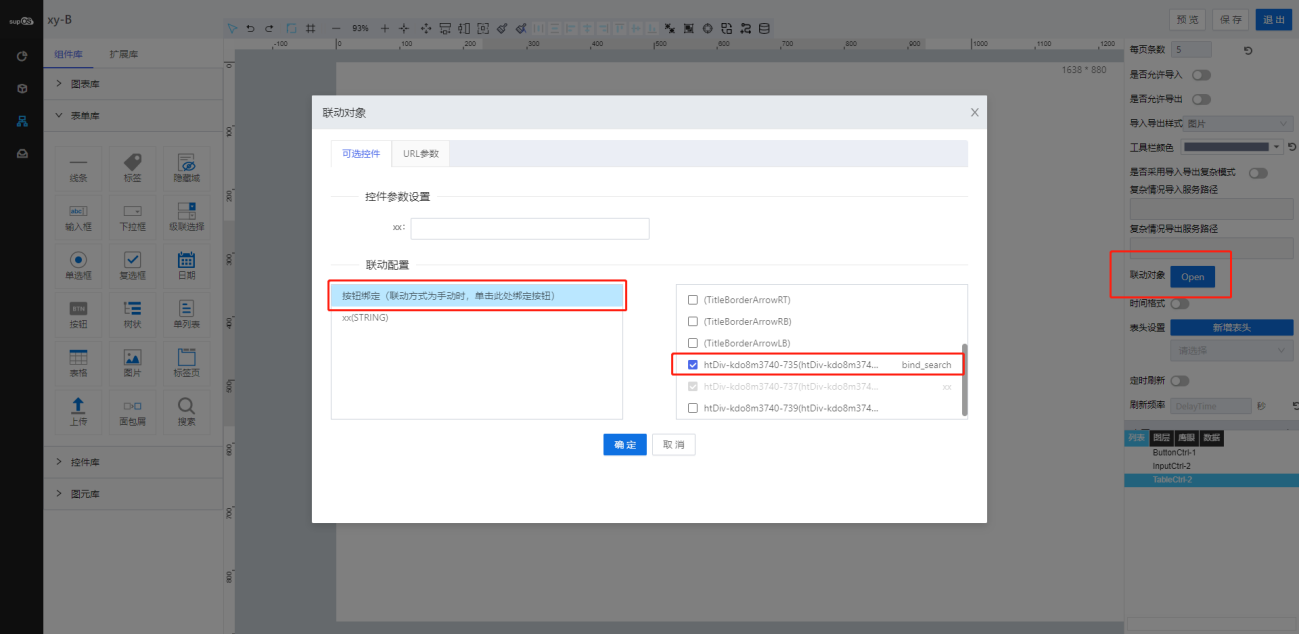 supOS
xy-B
93%
预 览
保 存
退 出
组件库
扩展库
图表库
表单库
线条
标签
隐藏域
输入框
下拉框
级联选择
单选框
复选框
日期
按钮
树状
单列表
表格
图片
标签页
上传
面包屑
搜索
控件库
图元库
-100
0
100
200
300
400
500
600
700
800
900
1000
1100
1200
0
100
200
300
400
500
600
700
800
1638 * 880
联动对象
X
可选控件
URL参数
控件参数设置
xx:
联动配置
按钮绑定（联动方式为手动时，单击此处绑定按钮）
xx(STRING)
(TitleBorderArrowRT)
(TitleBorderArrowRB)
(TitleBorderArrowLB)
htDiv-kdo8m3740-735(htDiv-kdo8m374...
bind_search
htDiv-kdo8m3740-737(htDiv-kdo8m374...
xx
htDiv-kdo8m3740-739(htDiv-kdo8m374...
确 定
取 消
每页条数
5
是否允许导入
是否允许导出
导入导出样式
图片
工具栏颜色
是否采用导入导出复杂模式
复杂情况导入服务路径
复杂情况导出服务路径
联动对象
Open
时间格式
表头设置
新增表头
请选择
定时刷新
刷新频率
DelayTime
秒
列表
图层
鹰眼
数据
ButtonCtrl-1
InputCtrl-2
TableCtrl-2